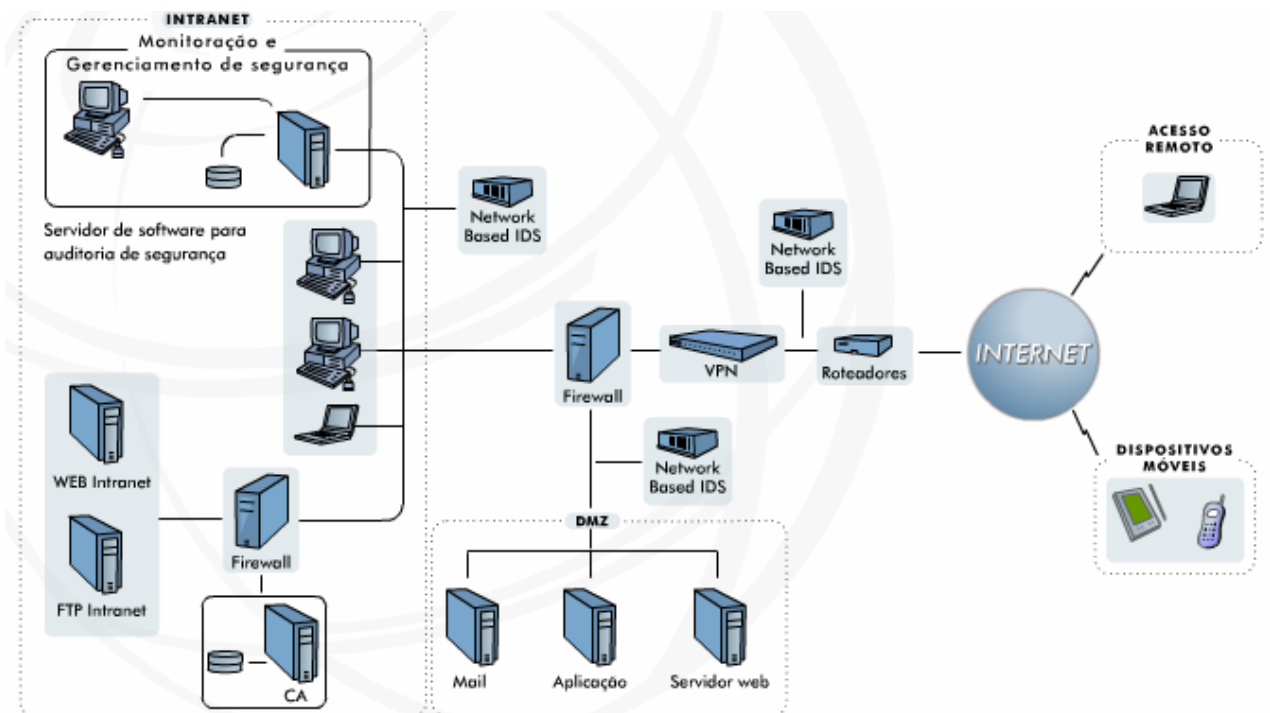 INTRANET
Monitoração e
Gerenciamento de segurança
Servidor de software para
auditoria de segurança
WEB Intranet
FTP Intranet
Firewall
CA
Network
Based IDS
Firewall
Network
Based IDS
DMZ
Mail
Aplicação
Servidor web
VPN
Network
Based IDS
Roteadores
INTERNET
ACESSO
REMOTO
DISPOSITIVOS
MÓVEIS